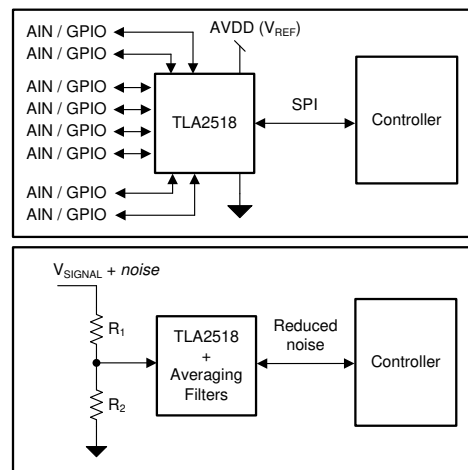 AIN / GPIO
AIN / GPIO
AIN / GPIO
AIN / GPIO
AIN / GPIO
AIN / GPIO
AIN / GPIO
AIN / GPIO
AVDD (VREF)
TLA2518
SPI
Controller
VSIGNAL + noise
R1
R2
TLA2518
+
Averaging
Filters
Reduced
noise
Controller